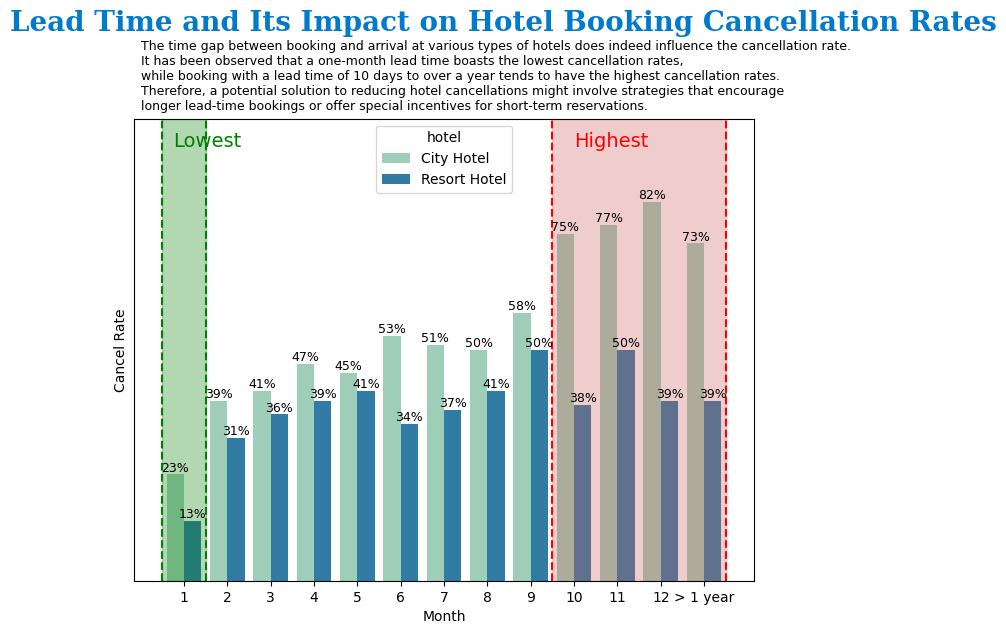 Lead Time and Its Impact on Hotel Booking Cancellation Rates
The time gap between booking and arrival at various types of hotels does indeed influence the cancellation rate.
It has been observed that a one-month lead time boasts the lowest cancellation rates,
while booking with a lead time of 10 days to over a year tends to have the highest cancellation rates.
Therefore, a potential solution to reducing hotel cancellations might involve strategies that encourage
longer lead-time bookings or offer special incentives for short-term reservations.
Lowest
hotel
City Hotel
Resort Hotel
Highest
Cancel Rate
23%
13%
39%
31%
41%
36%
47%
39%
45%
41%
53%
34%
51%
37%
50%
41%
58%
50%
75%
38%
77%
50%
82%
39%
73%
39%
1 2 3 4 5 6 7 8 9 10 11 12 > 1 year
Month